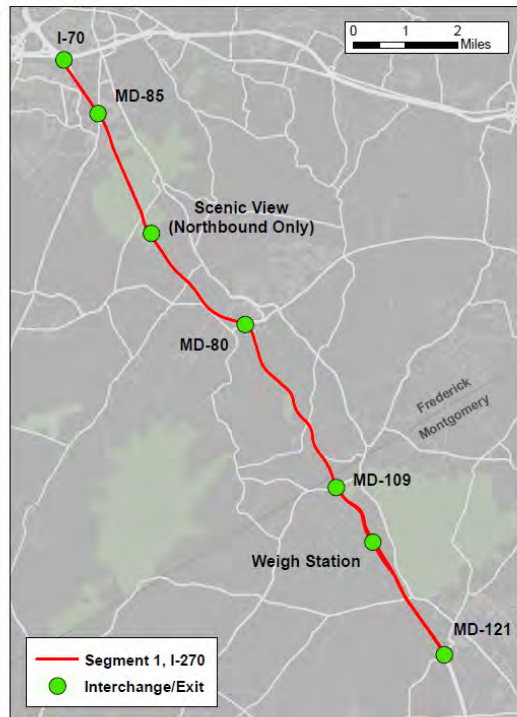 I-70
0 1 2
Miles
MD-85
Scenic View
(Northbound Only)
MD-80
Frederick
Montgomery
MD-109
Weigh Station
MD-121
Segment 1, I-270
Interchange/Exit